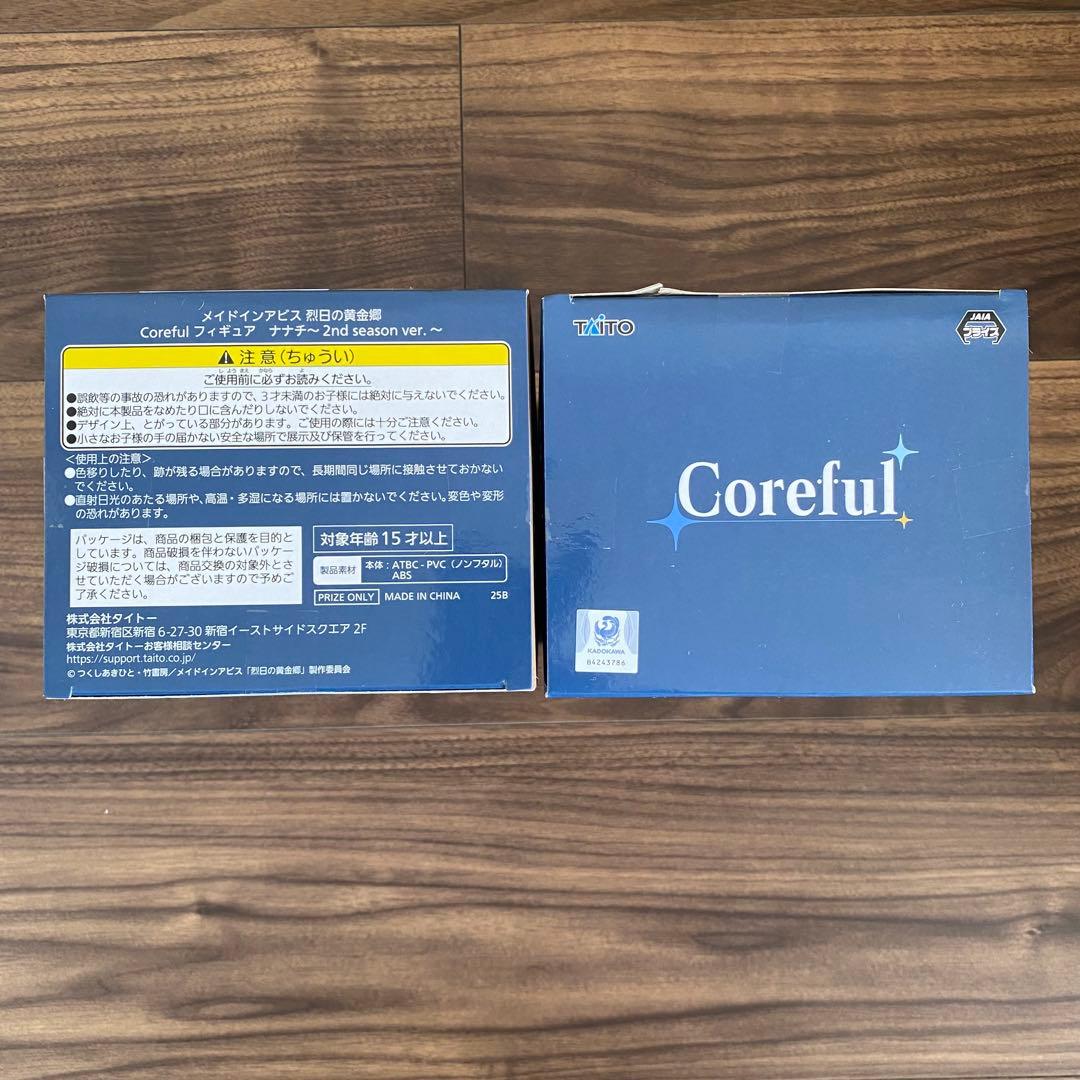 メイドインアビス 烈日の黄金郷
Coreful フィギュア ナナチ～ 2nd season ver. ～
注意（ちゅうい）
しようまえ かなら よ
ご使用前に必ずお読みください。
●誤飲等の事故の恐れがありますので、3才未満のお子様には絶対に与えないでください。
●絶対に本製品をなめたり口に含んだりしないでください。
●デザイン上、とがっている部分があります。ご使用の際には十分ご注意ください。
●小さなお子様の手の届かない安全な場所で展示及び保管を行ってください。
＜使用上の注意＞
●色移りしたり、跡が残る場合がありますので、長期間同じ場所に接触させておかない
でください。
●直射日光のあたる場所や、高温・多湿になる場所には置かないでください。変色や変形
の恐れがあります。
パッケージは、商品の梱包と保護を目的と
しています。商品破損を伴わないパッケー
ジ破損については、商品交換の対象外とさ
せていただく場合がございますので予めご
了承ください。
対象年齢 15 才以上
製品素材
本体：ATBC - PVC（ノンフタル）
ABS
PRIZE ONLY MADE IN CHINA 25B
株式会社タイトー
東京都新宿区新宿 6-27-30 新宿イーストサイドスクエア 2F
株式会社タイトーお客様相談センター
https://support.taito.co.jp/
© つくしあきひと・竹書房／メイドインアビス「烈日の黄金郷」製作委員会
TAITO
JAIA
プライズ
Coreful
KADOKAWA
84243786